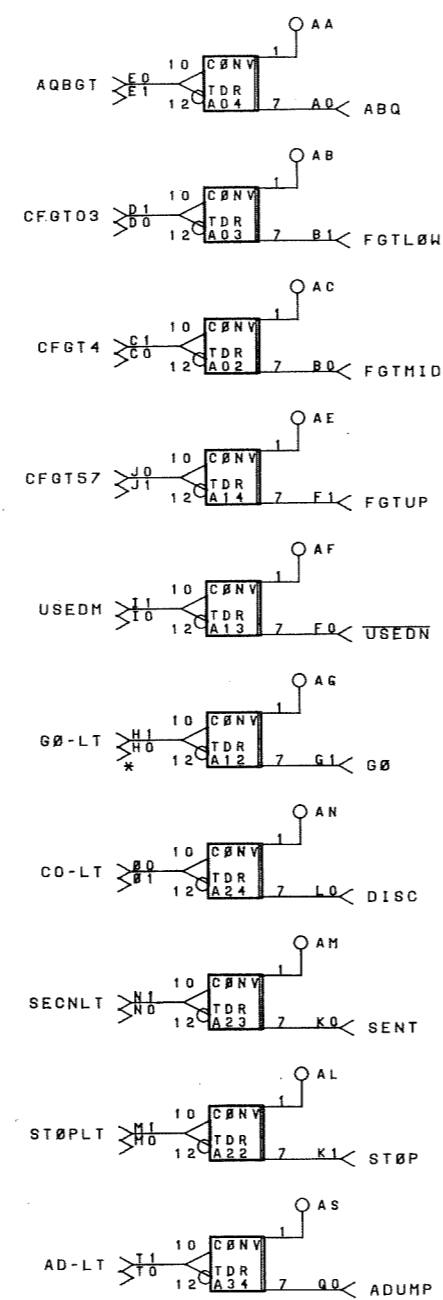 AA
1
10 CØNV
AQBGT E0
E1
12 TDR
A04 7 A0 ABQ
AB
1
10 CØNV
CFGT03 D1
D0
12 TDR
A03 7 B1 FGTLØW
AC
1
10 CØNV
CFGT4 C1
C0
12 TDR
A02 7 B0 FGTMID
AE
1
10 CØNV
CFGT57 J0
J1
12 TDR
A14 7 F1 FGTUP
AF
1
10 CØNV
USEDM I1
I0
12 TDR
A13 7 F0 USEDN
AG
1
10 CØNV
GØ-LT H1
H0
*
12 TDR
A12 7 G1 GØ
AN
1
10 CØNV
CO-LT Ø0
Ø1
12 TDR
A24 7 L0 DISC
AM
1
10 CØNV
SECNLT N1
N0
12 TDR
A23 7 K0 SENT
AL
1
10 CØNV
STØPLT M1
M0
12 TDR
A22 7 K1 STØP
AS
1
10 CØNV
AD-LT T1
T0
12 TDR
A34 7 Q0 ADUMP